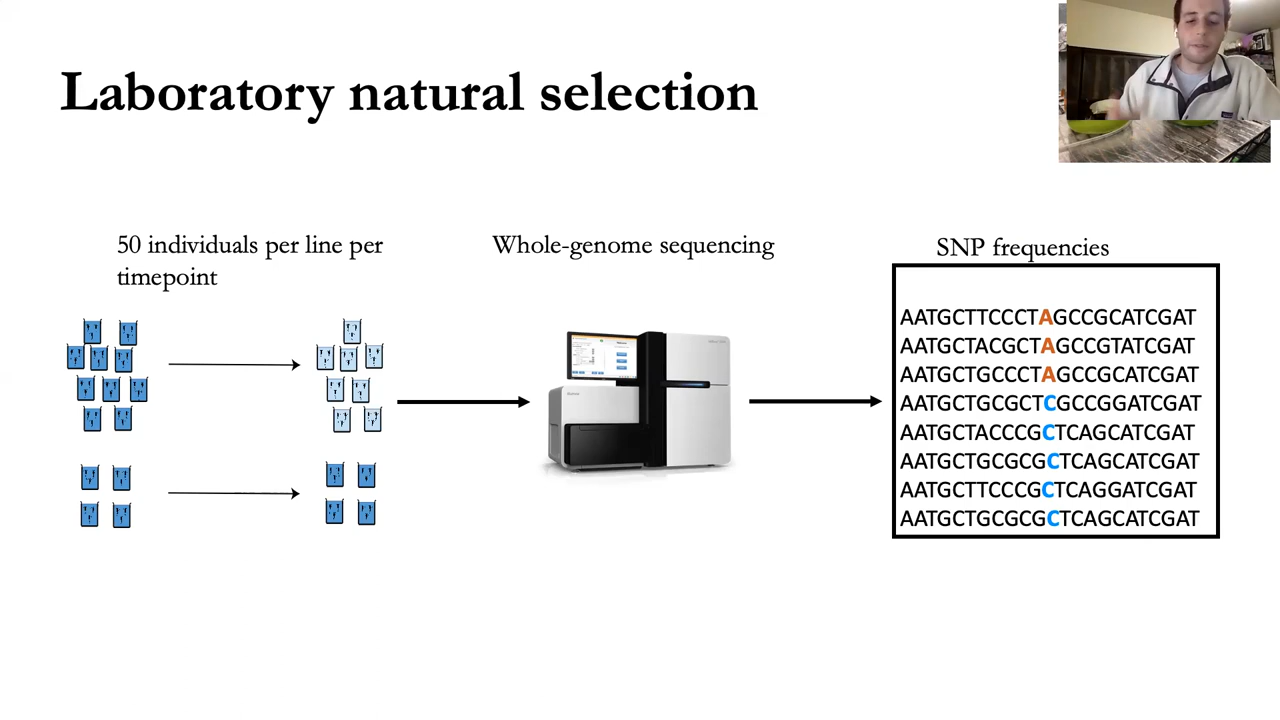 Laboratory natural selection
50 individuals per line per
timepoint
Whole-genome sequencing
SNP frequencies
AATGCTTCCCTAGCCGCATCGAT
AATGCTACGCTAGCCGTATCGAT
AATGCTGCCCTAGCCGCATCGAT
AATGCTGCGCTCGCCGGATCGAT
AATGCTACCCGCTCAGCATCGAT
AATGCTGCGCGCTCAGCATCGAT
AATGCTTCCCGCTCAGGATCGAT
AATGCTGCGCGCTCAGCATCGAT